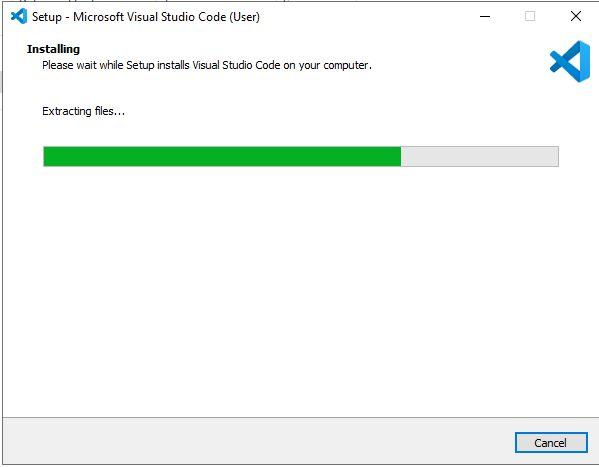 Setup - Microsoft Visual Studio Code (User)
Installing
Please wait while Setup installs Visual Studio Code on your computer.
Extracting files...
Cancel